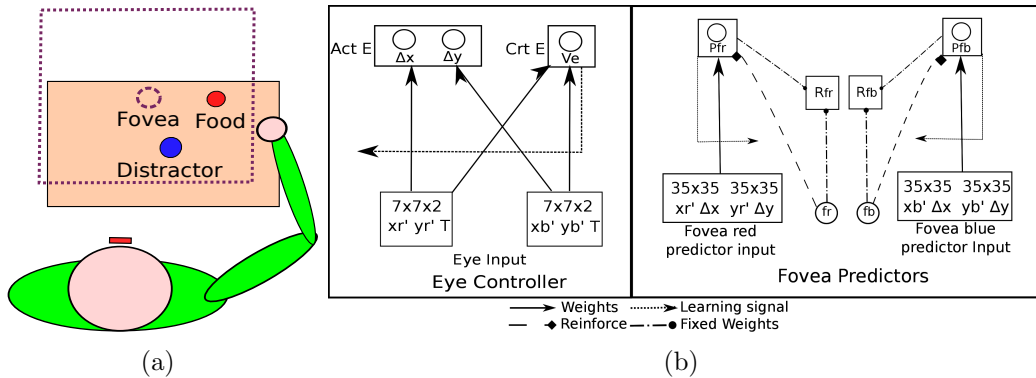 Fovea
Food
Distractor
(a)
Act E
Δx
Δy
Crt E
Ve
7x7x2
xr' yr' T
7x7x2
xb' yb' T
Eye Input
Eye Controller
Pfr
Pfb
Rfr
Rfb
35x35 35x35
xr' Δx yr' Δy
fr
fb
35x35 35x35
xb' Δx yb' Δy
Fovea red
predictor input
Fovea blue
predictor Input
Fovea Predictors
Weights
Learning signal
Reinforce
Fixed Weights
(b)